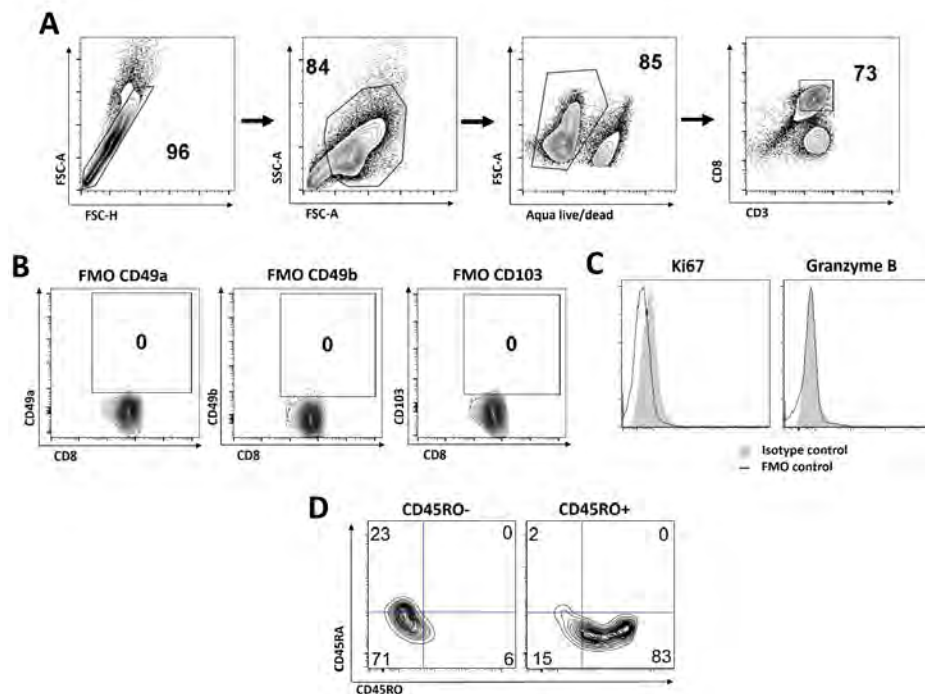 A
FSC-A
96
FSC-H
84
SSC-A
FSC-A
85
FSC-A
Aqua live/dead
73
CD8
CD3
B
FMO CD49a
0
CD49a
CD8
FMO CD49b
0
CD49b
CD8
FMO CD103
0
CD103
CD8
C
Ki67
Granzyme B
Isotype control
FMO control
D
CD45RO-
CD45RO+
23
0
71
6
2
0
15
83
CD45RA
CD45RO